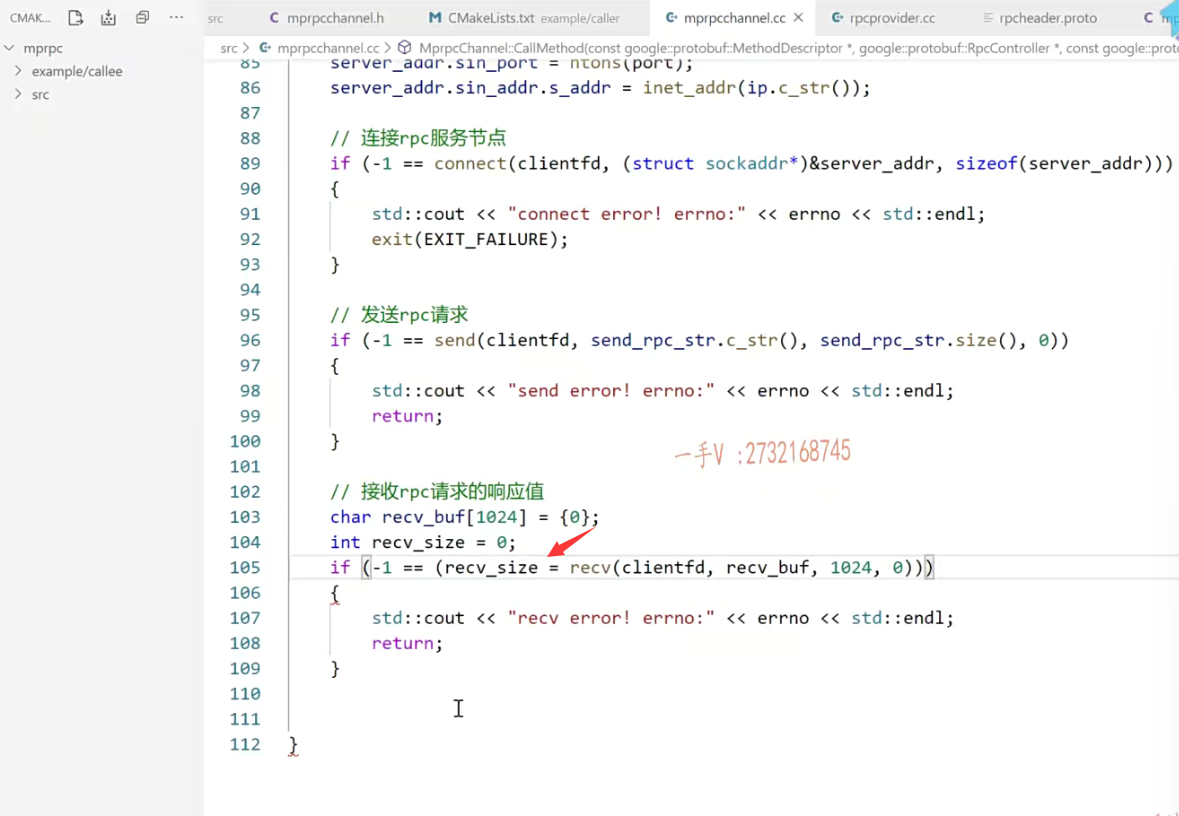 CMAK... ...
src
C mprpcchannel.h
M CMakeLists.txt example/caller
mprpcchannel.cc ×
rpcprovider.cc
rpcheader.proto
C
mprpc
example/callee
src
src > mprpcchannel.cc > MprpcChannel::CallMethod(const google::protobuf::MethodDescriptor *, google::protobuf::RpcController *, const google::proto
85 server_addr.sin_port = htons(port);
86 server_addr.sin_addr.s_addr = inet_addr(ip.c_str());
87
88 // 连接rpc服务节点
89 if (-1 == connect(clientfd, (struct sockaddr*)&server_addr, sizeof(server_addr)))
90 {
91 std::cout << "connect error! errno:" << errno << std::endl;
92 exit(EXIT_FAILURE);
93 }
94
95 // 发送rpc请求
96 if (-1 == send(clientfd, send_rpc_str.c_str(), send_rpc_str.size(), 0))
97 {
98 std::cout << "send error! errno:" << errno << std::endl;
99 return;
100 }
一手V :2732168745
101
102 // 接收rpc请求的响应值
103 char recv_buf[1024] = {0};
104 int recv_size = 0;
105 if (-1 == (recv_size = recv(clientfd, recv_buf, 1024, 0)))
106 {
107 std::cout << "recv error! errno:" << errno << std::endl;
108 return;
109 }
110
111
112 }